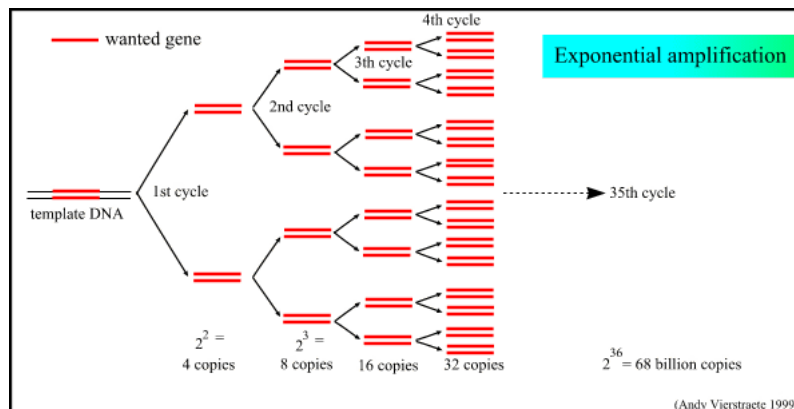 wanted gene
4th cycle
Exponential amplification
3th cycle
2nd cycle
1st cycle
template DNA
35th cycle
2^2 =
4 copies
2^3 =
8 copies
16 copies
32 copies
2^36 = 68 billion copies
(Andy Vierstraete 1999